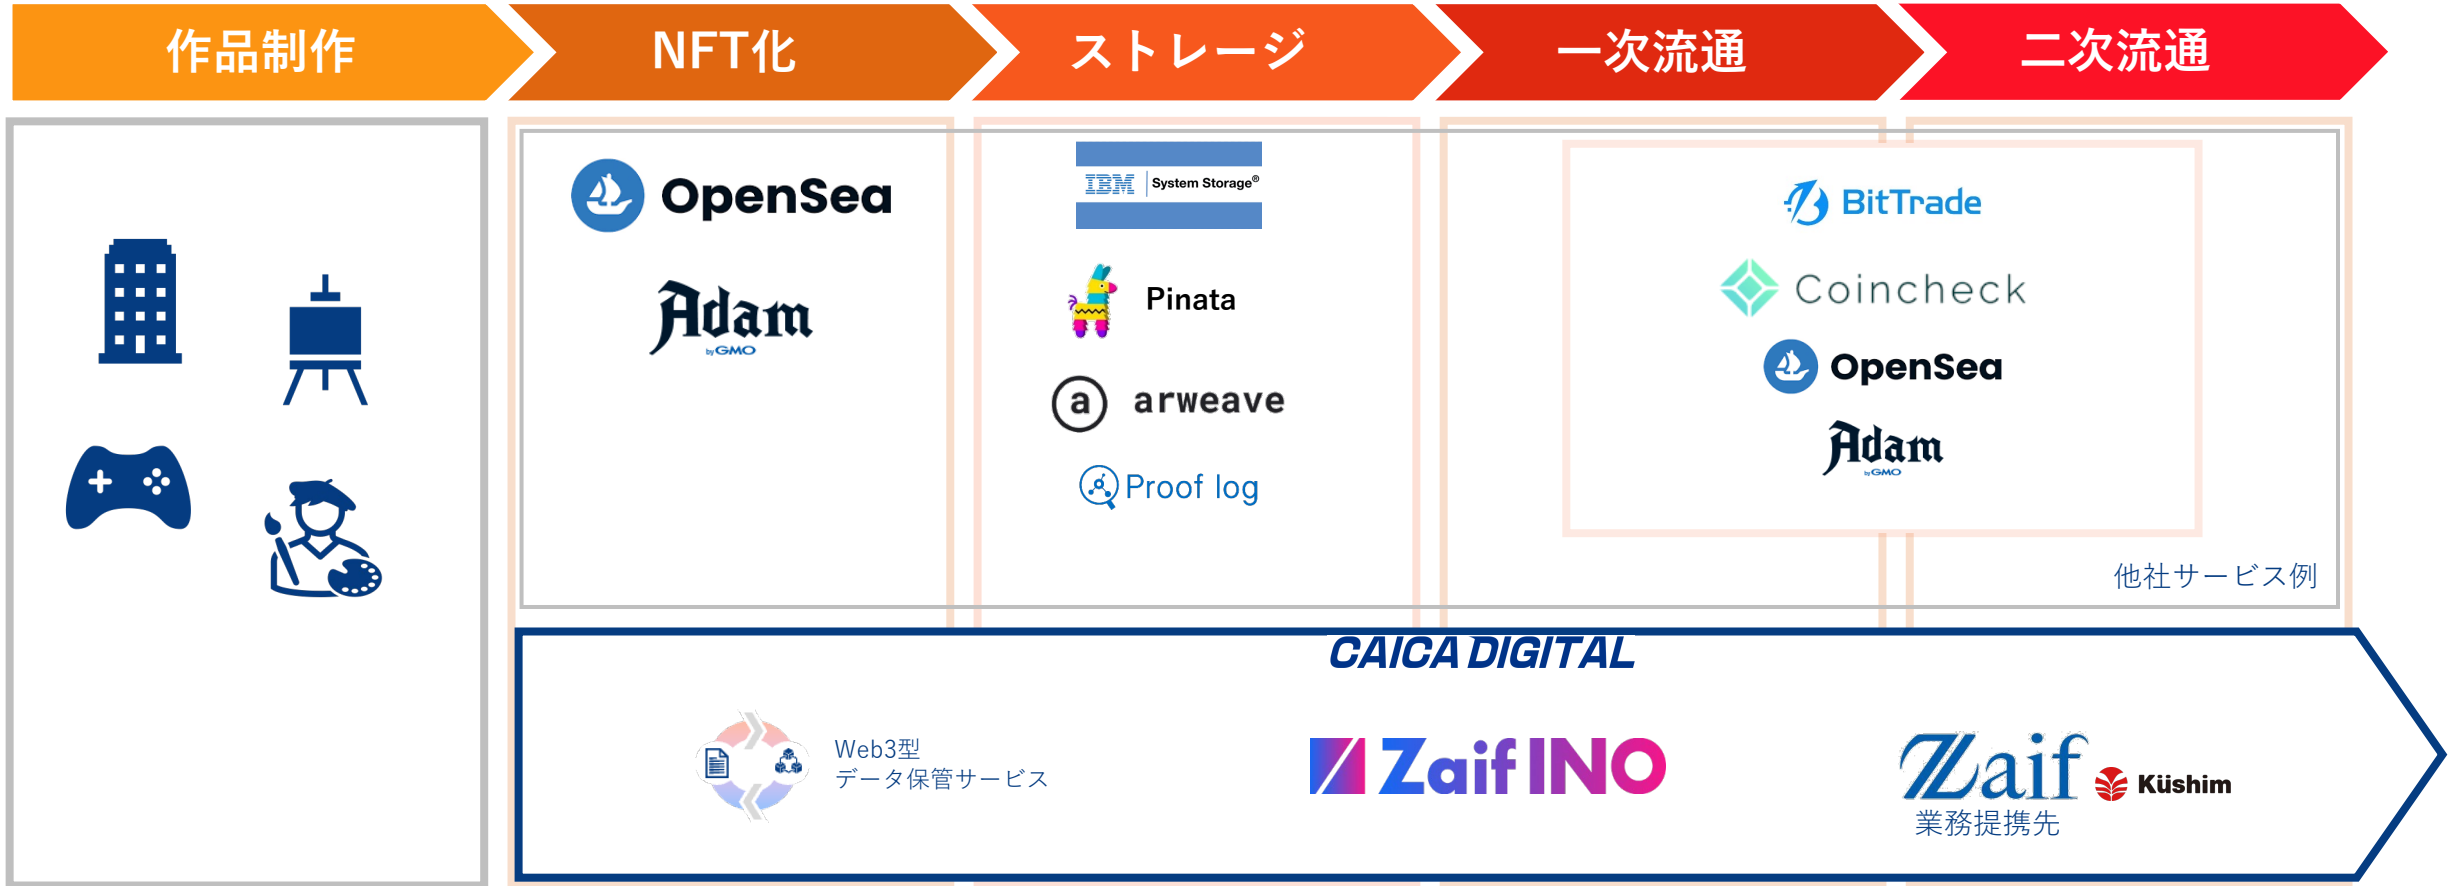 作品制作
NFT化
ストレージ
一次流通
二次流通
OpenSea
Adam
by GMO
IBM System Storage®
Pinata
a arweave
Proof log
BitTrade
Coincheck
OpenSea
Adam
by GMO
他社サービス例
CAICA DIGITAL
Web3型
データ保管サービス
Zaif INO
Zaif
Küshim
業務提携先